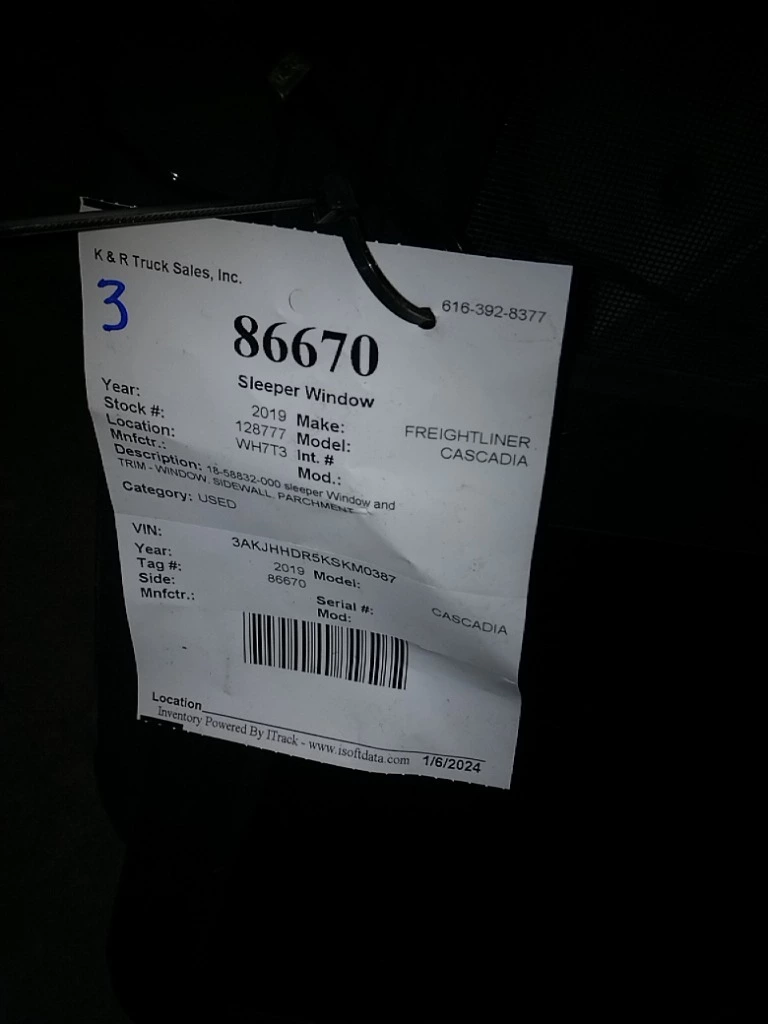 K & R Truck Sales, Inc.
616-392-8377
3
86670
Sleeper Window
Year: 2019 Make: FREIGHTLINER
Stock #: 128777 Model: CASCADIA
Location: WH7T3 Int. #
Mnfctr.: Mod.:
Description: 18-58832-000 sleeper Window and
TRIM - WINDOW, SIDEWALL, PARCHMENT
Category: USED
VIN: 3AKJHHDR5KSKM0387
Year: 2019 Model: CASCADIA
Tag #: 86670
Side: Serial #:
Mnfctr.: Mod:
Location
Inventory Powered By ITrack - www.isoftdata.com 1/6/2024